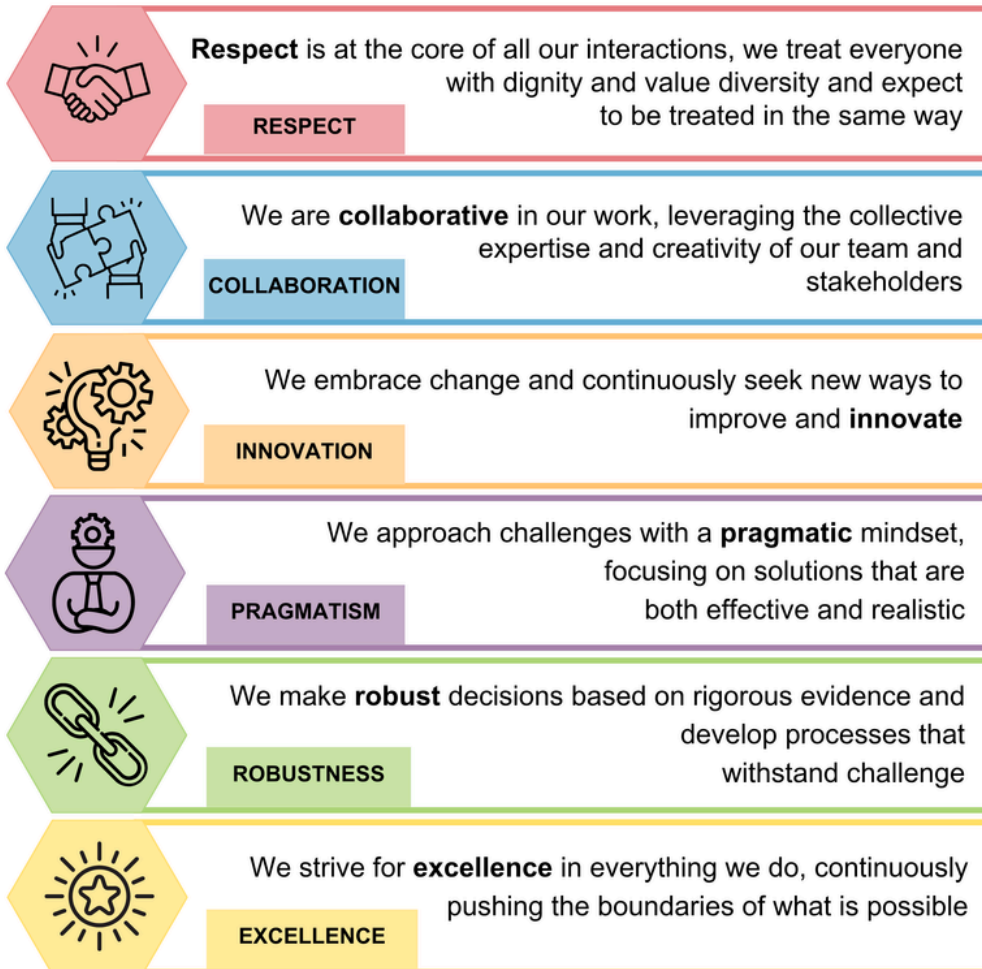 Respect is at the core of all our interactions, we treat everyone
with dignity and value diversity and expect
to be treated in the same way
RESPECT
We are collaborative in our work, leveraging the collective
expertise and creativity of our team and
stakeholders
COLLABORATION
We embrace change and continuously seek new ways to
improve and innovate
INNOVATION
We approach challenges with a pragmatic mindset,
focusing on solutions that are
both effective and realistic
PRAGMATISM
We make robust decisions based on rigorous evidence and
develop processes that
withstand challenge
ROBUSTNESS
We strive for excellence in everything we do, continuously
pushing the boundaries of what is possible
EXCELLENCE